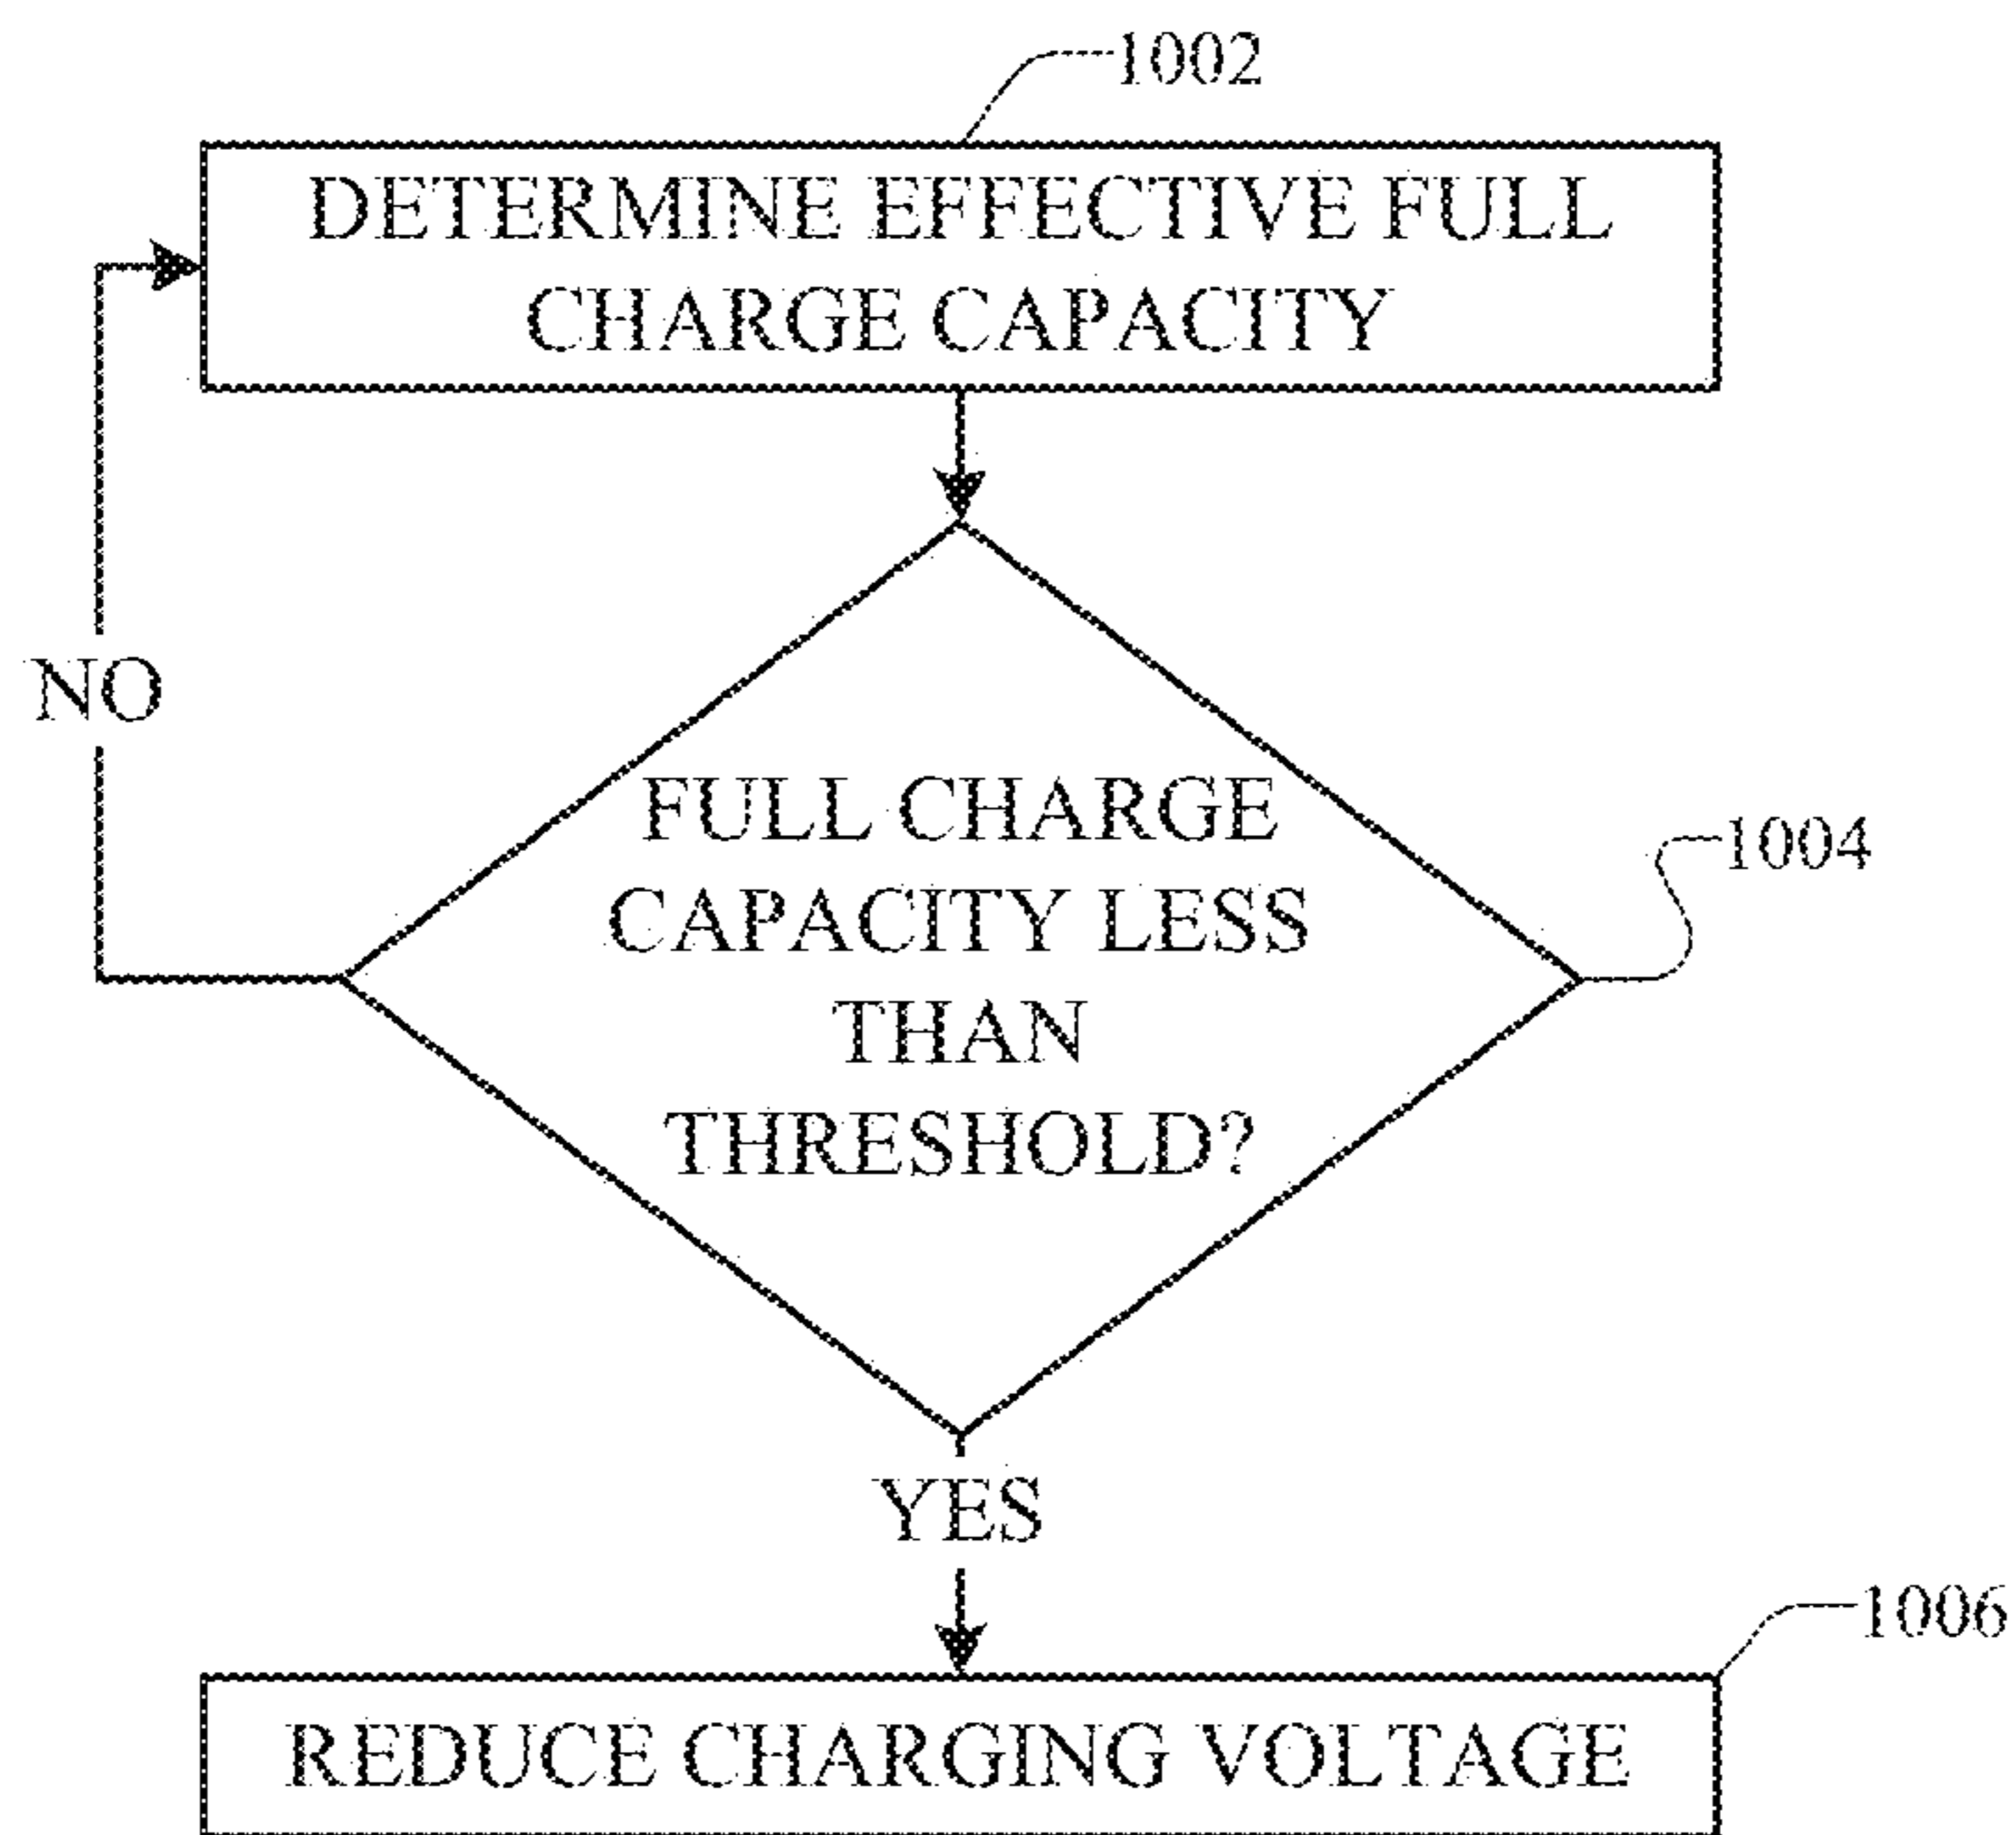 1002
DETERMINE EFFECTIVE FULL
CHARGE CAPACITY
NO
FULL CHARGE
CAPACITY LESS
THAN
THRESHOLD?
1004
YES
1006
REDUCE CHARGING VOLTAGE